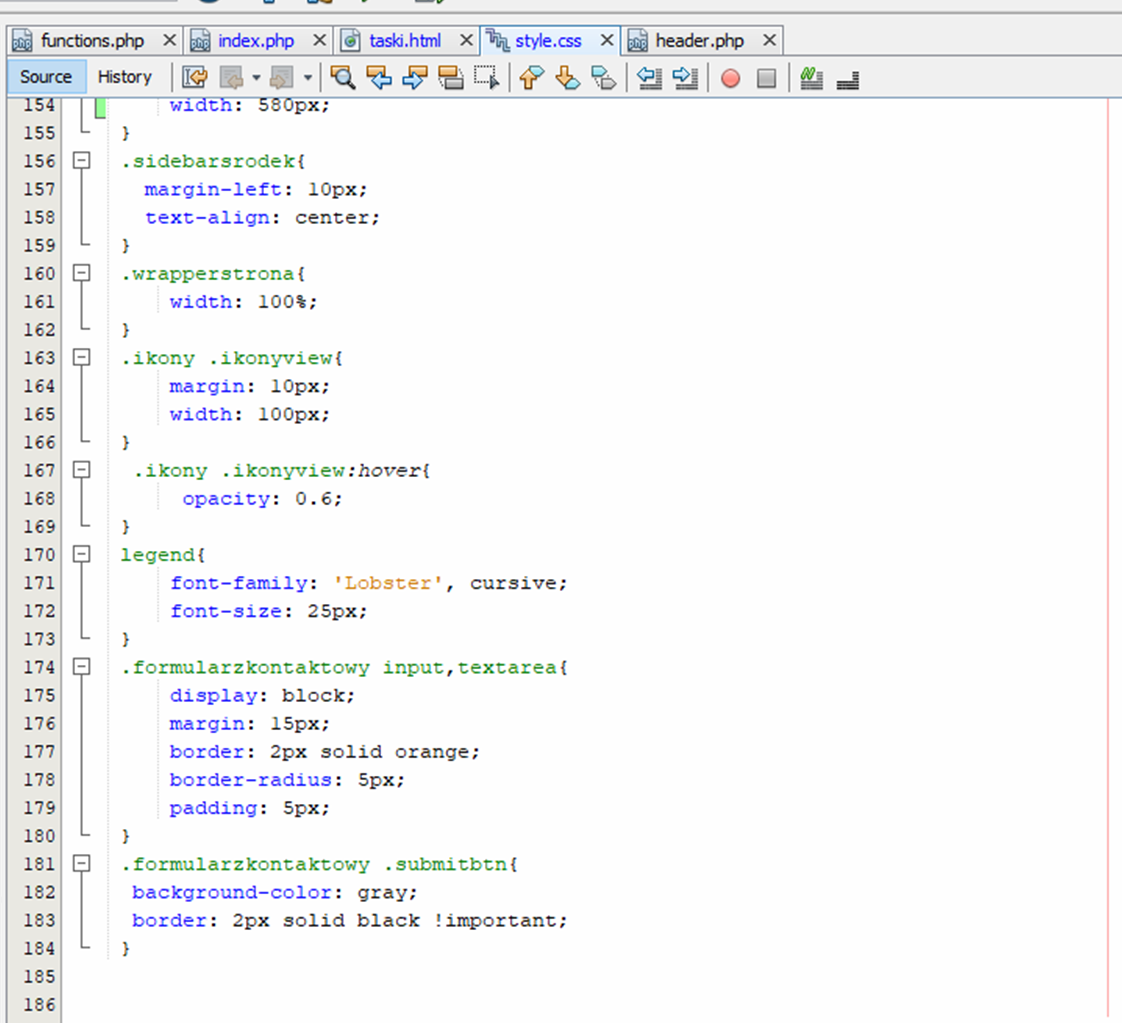 functions.php index.php taski.html style.css header.php
Source History
154 width: 580px;
155 }
156 .sidebarsrodek{
157 margin-left: 10px;
158 text-align: center;
159 }
160 .wrapperstrona{
161 width: 100%;
162 }
163 .ikony .ikonyview{
164 margin: 10px;
165 width: 100px;
166 }
167 .ikony .ikonyview:hover{
168 opacity: 0.6;
169 }
170 legend{
171 font-family: 'Lobster', cursive;
172 font-size: 25px;
173 }
174 .formularzkontaktowy input,textarea{
175 display: block;
176 margin: 15px;
177 border: 2px solid orange;
178 border-radius: 5px;
179 padding: 5px;
180 }
181 .formularzkontaktowy .submitbtn{
182 background-color: gray;
183 border: 2px solid black !important;
184 }
185
186